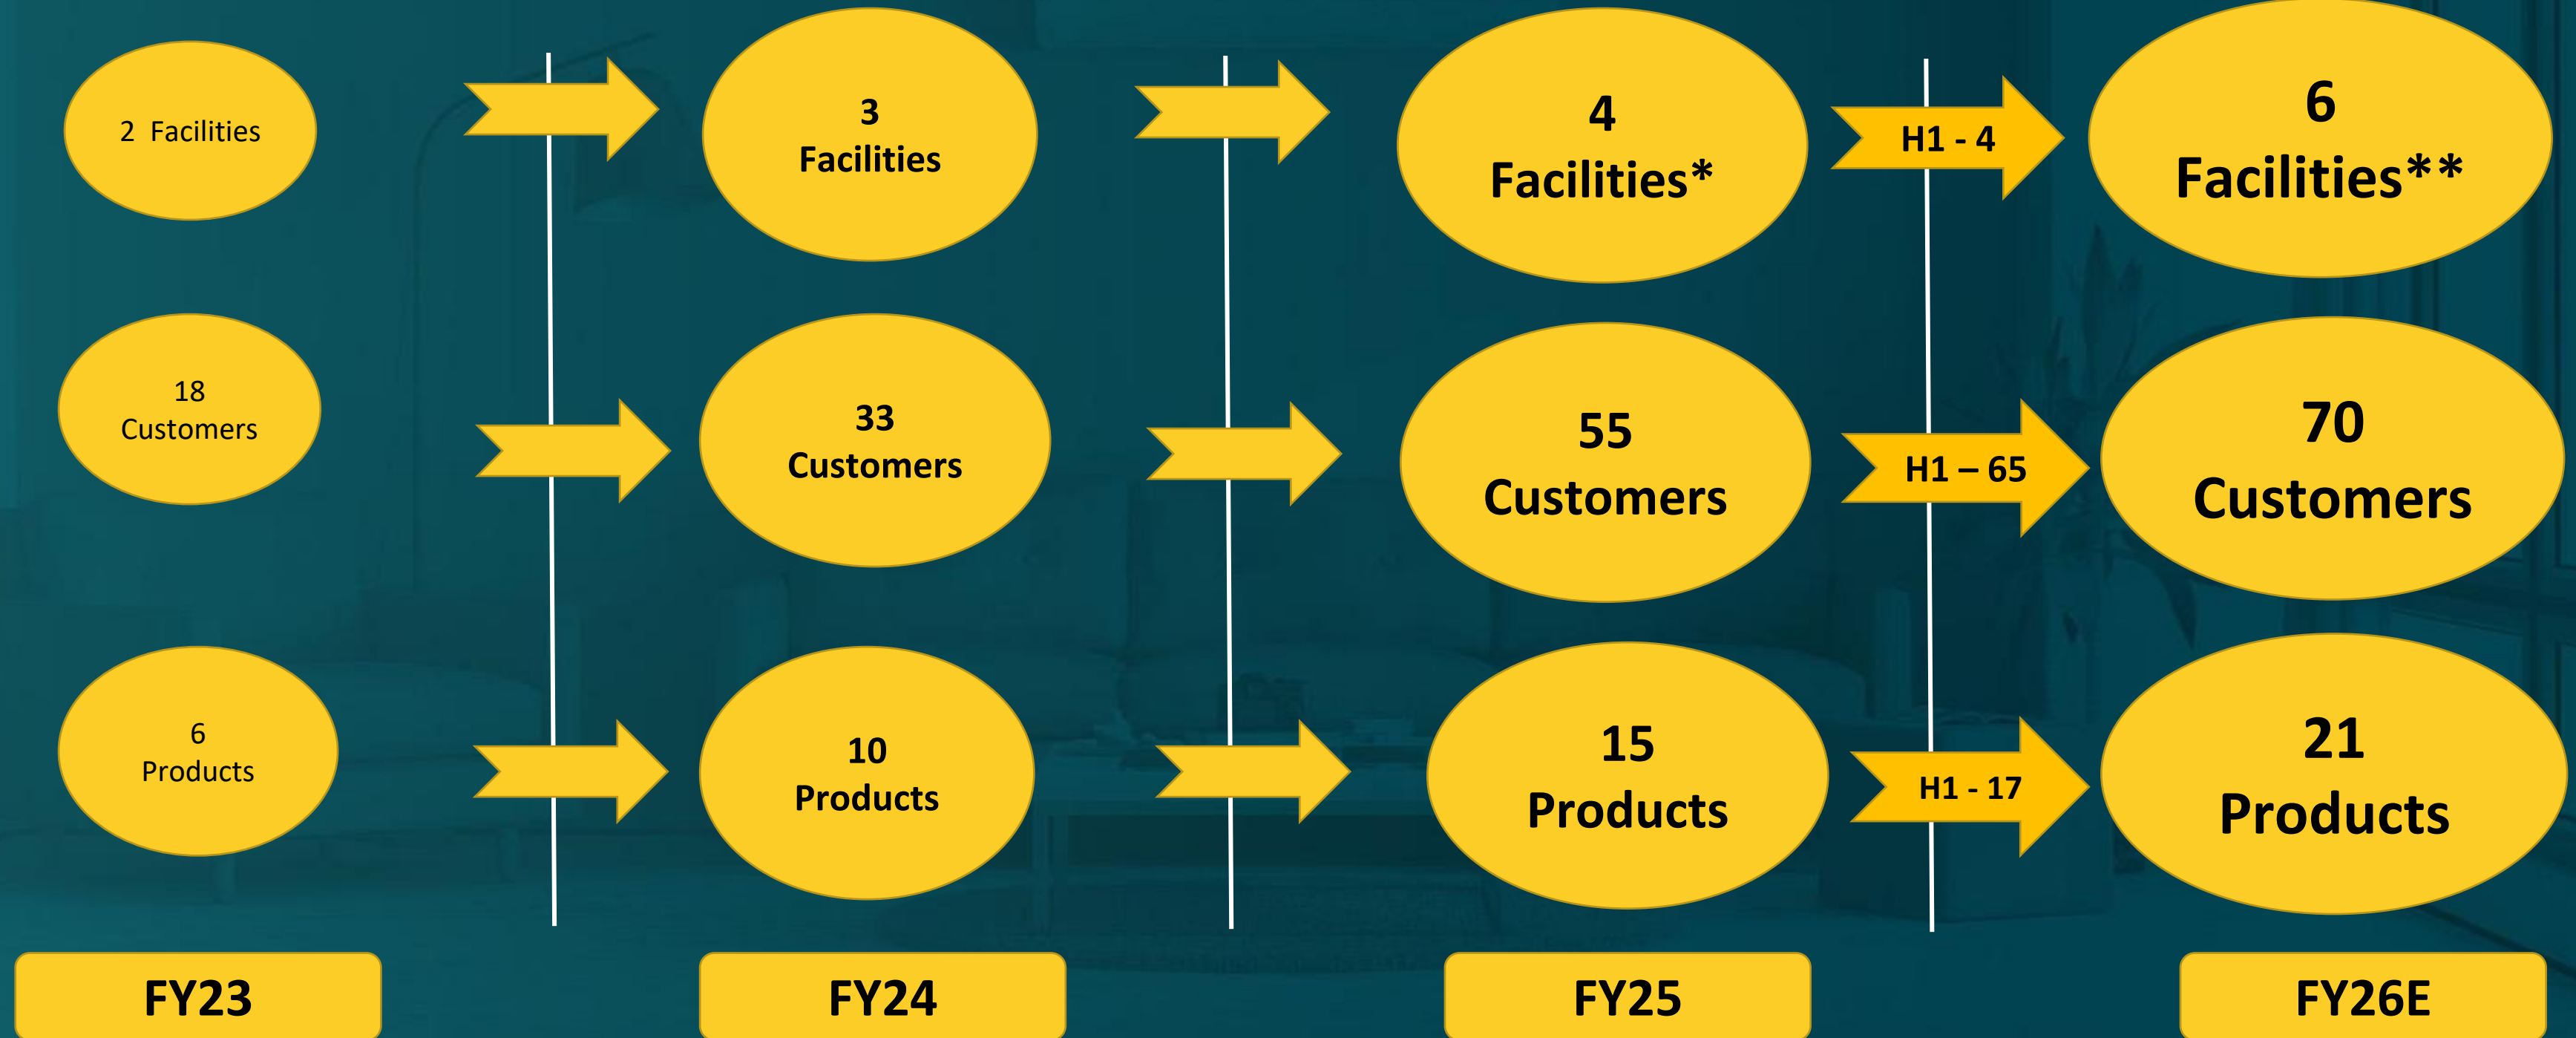 2 Facilities
3
Facilities
4
Facilities*
H1 - 4
6
Facilities**
18
Customers
33
Customers
55
Customers
H1 – 65
70
Customers
6
Products
10
Products
15
Products
H1 - 17
21
Products
FY23
FY24
FY25
FY26E